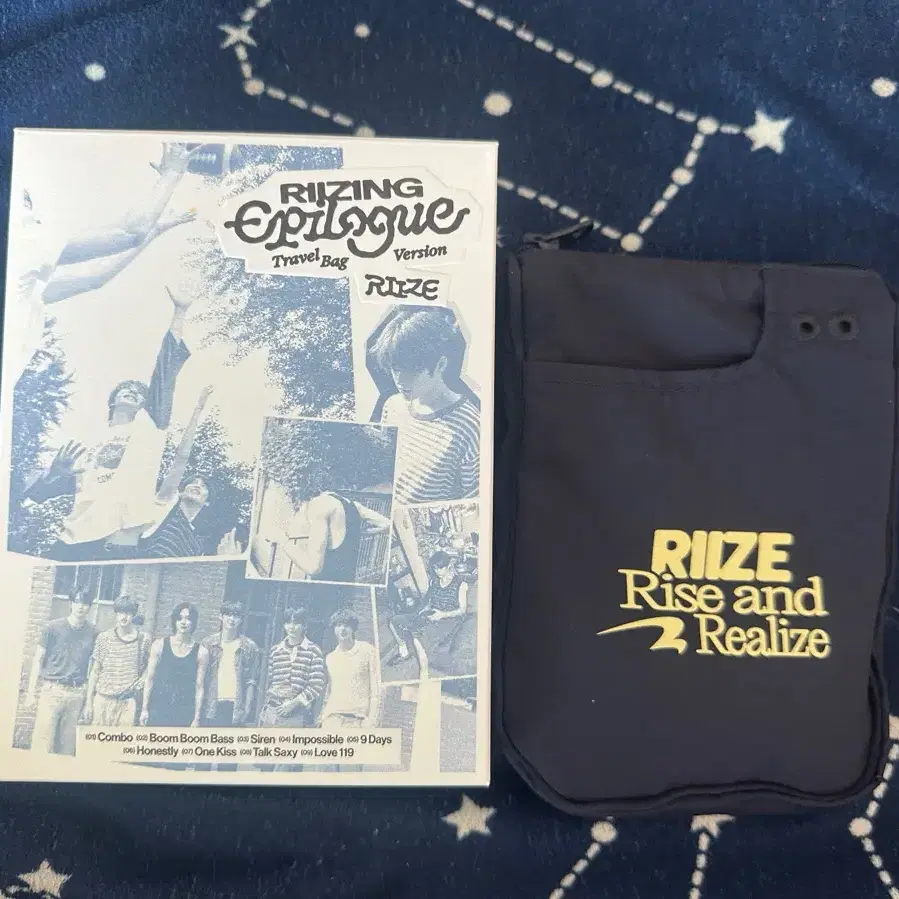 RIIZING
Epilogue
Travel Bag Version
RIIZE
(01) Combo (02) Boom Boom Bass (03) Siren (04) Impossible (05) 9 Days
(06) Honestly (07) One Kiss (08) Talk Saxy (09) Love 119
RIIZE
Rise and
Realize